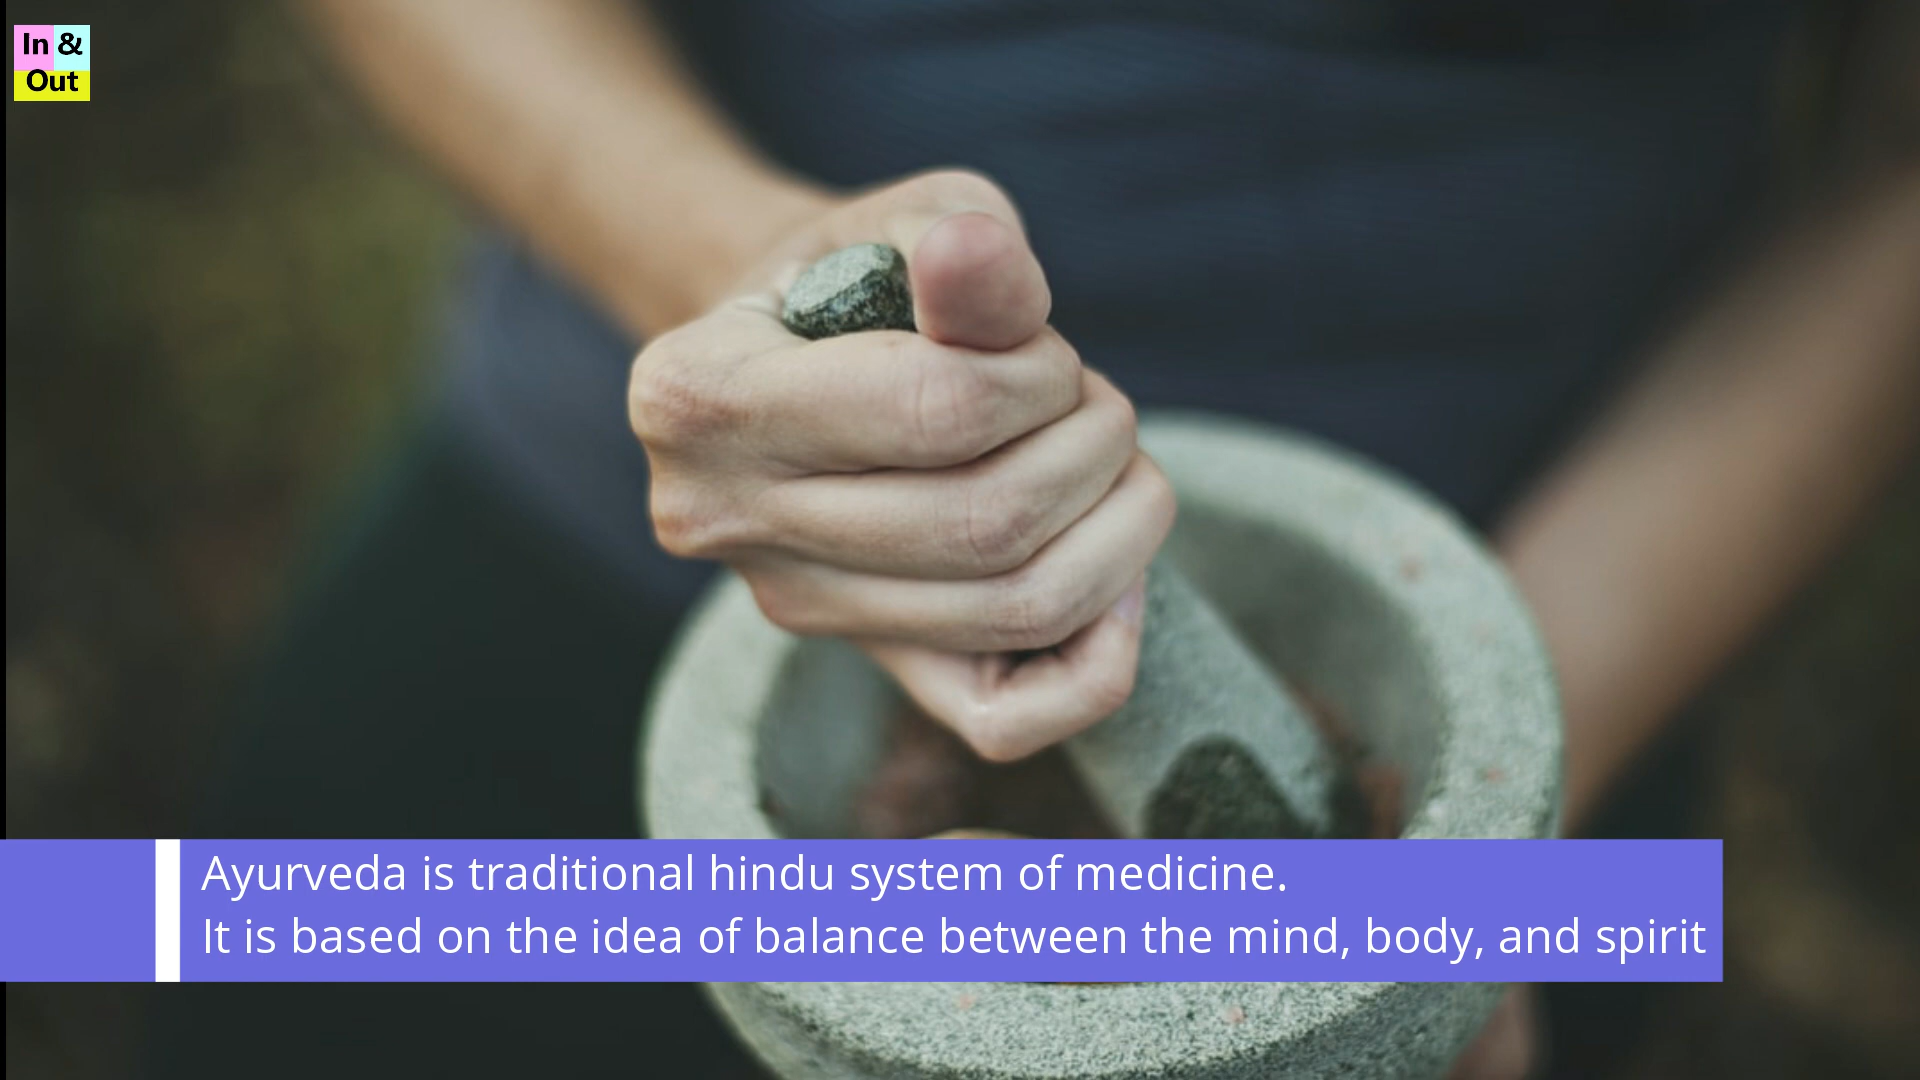 In &
Out
Ayurveda is traditional hindu system of medicine.
It is based on the idea of balance between the mind, body, and spirit